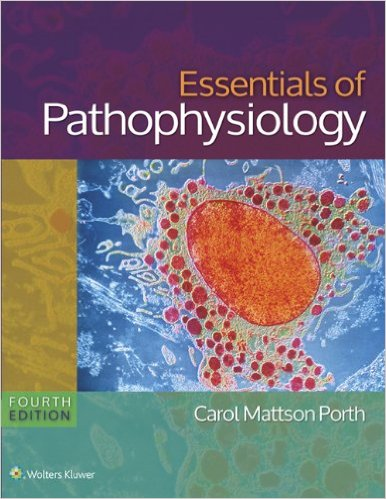 Essentials of
Pathophysiology
FOURTH
EDITION
Carol Mattson Porth
Wolters Kluwer